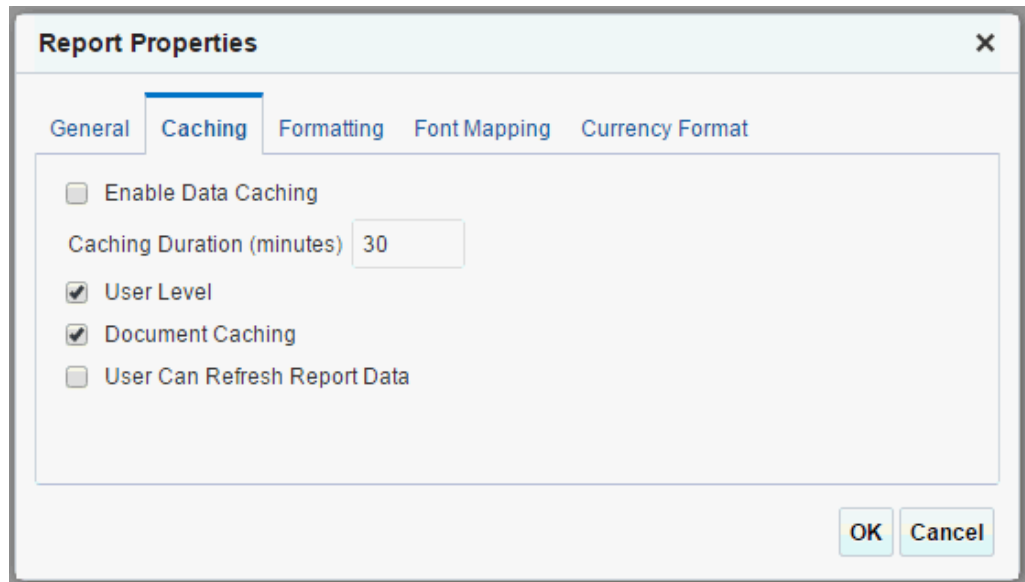 Report Properties
General Caching Formatting Font Mapping Currency Format
Enable Data Caching
Caching Duration (minutes) 30
User Level
Document Caching
User Can Refresh Report Data
OK Cancel